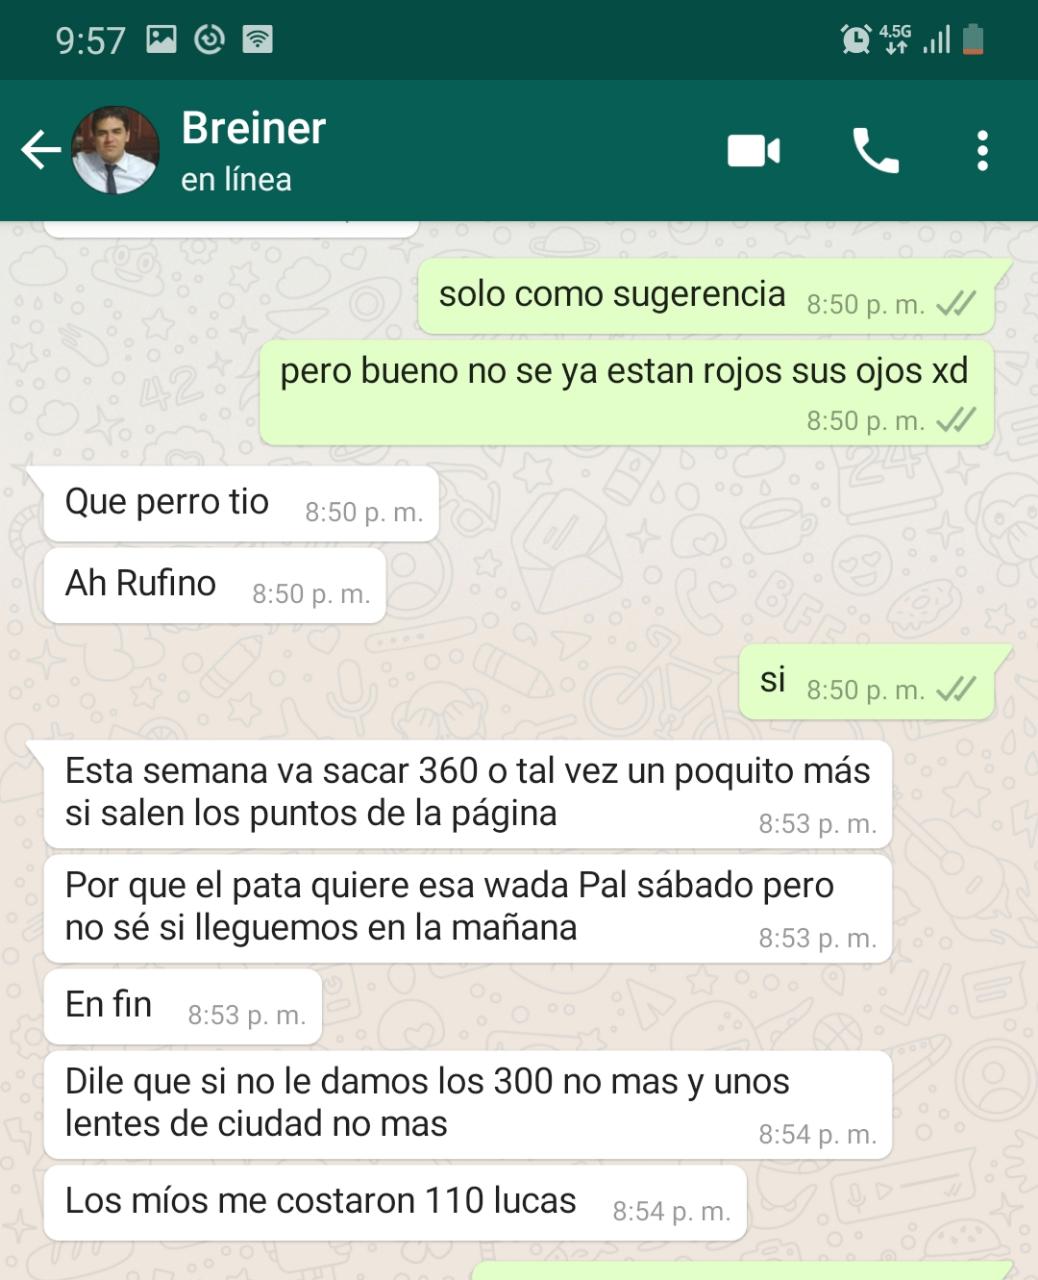 9:57
4.5G
Breiner
en línea
solo como sugerencia 8:50 p. m.
pero bueno no se ya estan rojos sus ojos xd
8:50 p. m.
Que perro tio 8:50 p. m.
Ah Rufino 8:50 p. m.
si 8:50 p. m.
Esta semana va sacar 360 o tal vez un poquito más
si salen los puntos de la página
8:53 p. m.
Por que el pata quiere esa wada Pal sábado pero
no sé si lleguemos en la mañana
8:53 p. m.
En fin 8:53 p. m.
Dile que si no le damos los 300 no mas y unos
lentes de ciudad no mas
8:54 p. m.
Los míos me costaron 110 lucas 8:54 p. m.